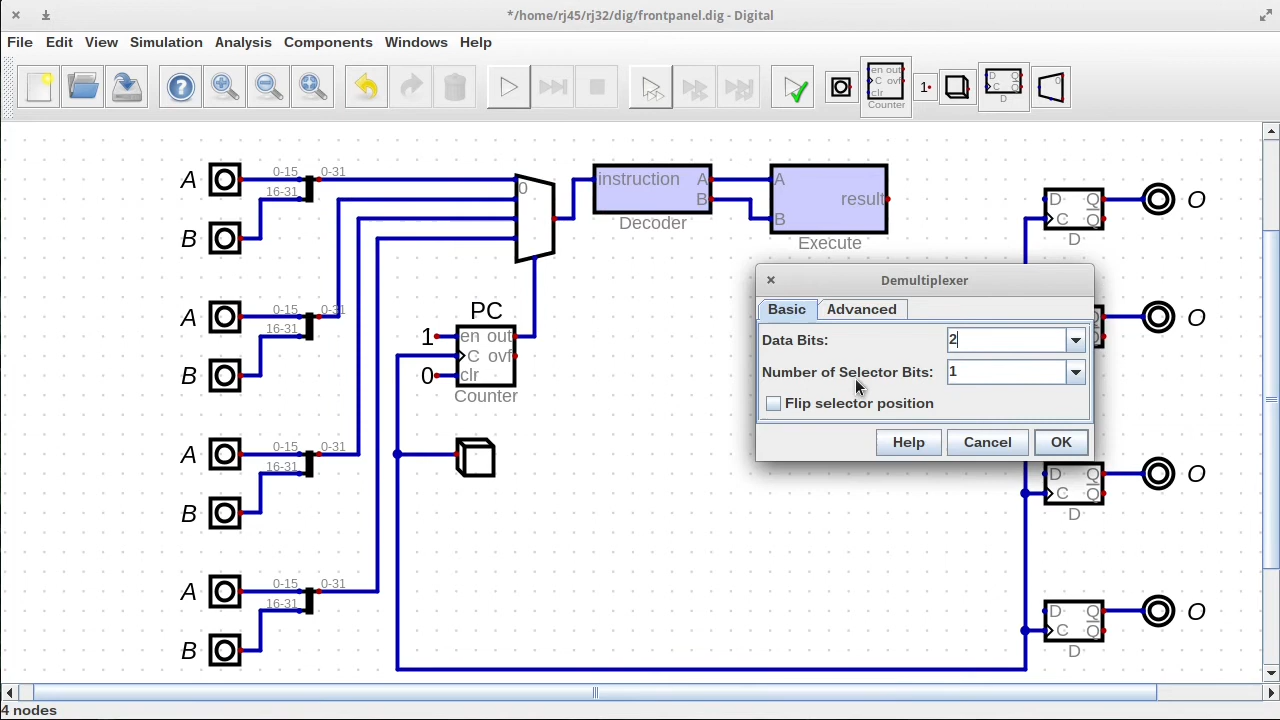 */home/rj45/rj32/dig/frontpanel.dig - Digital
File Edit View Simulation Analysis Components Windows Help
en out
C ovf
clr
Counter
1
D Q
C Q
D
0
A 0-15 0-31
16-31
B
A 0-15 0-31
16-31
B
A 0-15 0-31
16-31
B
A 0-15 0-31
16-31
B
0
instruction A
B
Decoder
A
result
B
Execute
PC
1 en out
C ovf
0 clr
Counter
D Q O
C Q
D
O
D Q O
C Q
D
D Q O
C Q
D
Demultiplexer
Basic Advanced
Data Bits: 2
Number of Selector Bits: 1
Flip selector position
Help Cancel OK
4 nodes